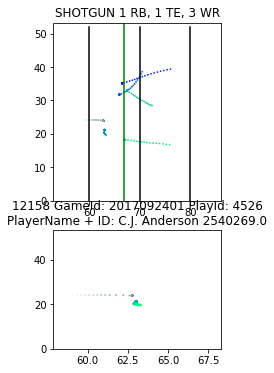 SHOTGUN 1 RB, 1 TE, 3 WR
50
40
30
20
10
0
60 70 80
12158 GameId: 2017092401 PlayId: 4526
PlayerName + ID: C.J. Anderson 2540269.0
40
20
0
60.0 62.5 65.0 67.5